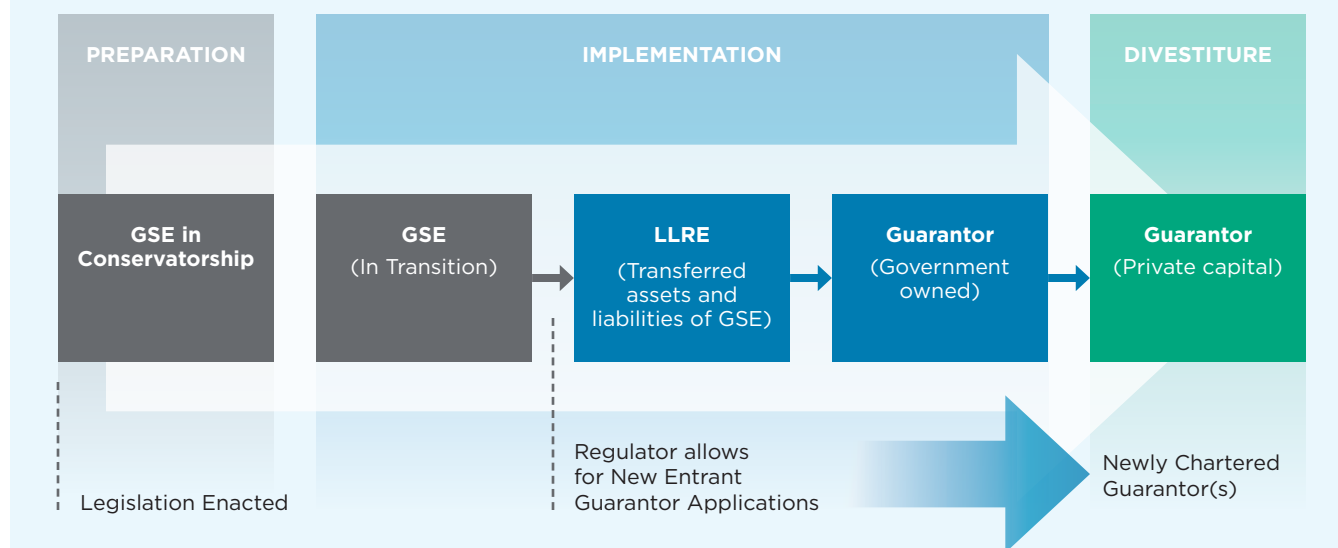 PREPARATION
IMPLEMENTATION
DIVESTITURE
GSE in
Conservatorship
GSE
(In Transition)
LLRE
(Transferred
assets and
liabilities of GSE)
Guarantor
(Government
owned)
Guarantor
(Private capital)
Legislation Enacted
Regulator allows
for New Entrant
Guarantor Applications
Newly Chartered
Guarantor(s)